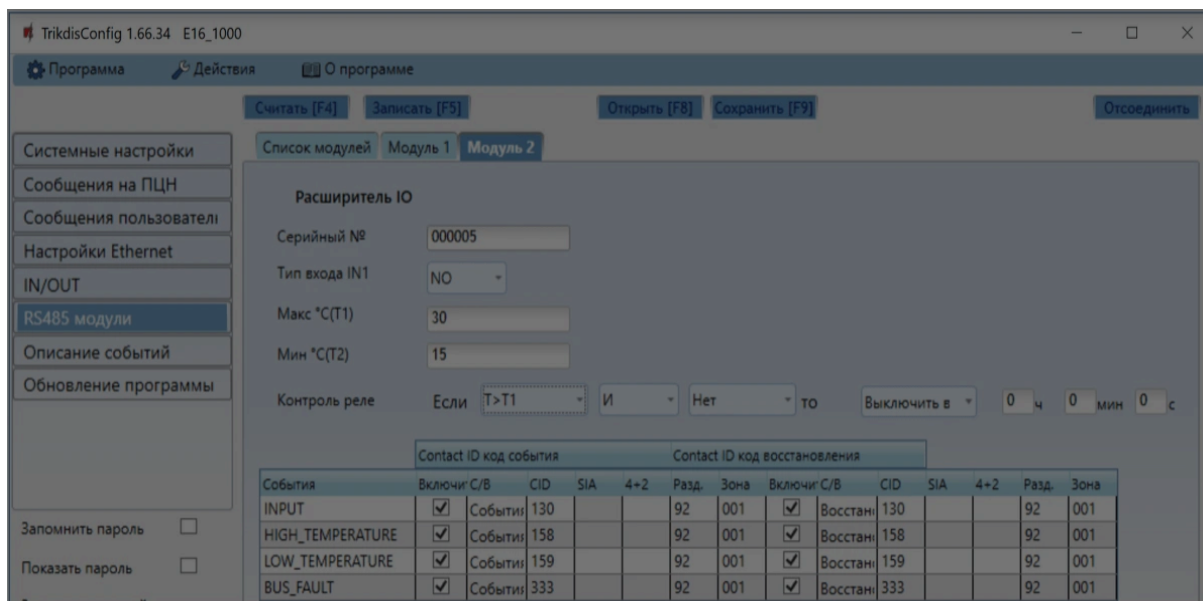 TrikdisConfig 1.66.34 E16_1000
Программа Действия О программе
Считать [F4] Записать [F5] Открыть [F8] Сохранить [F9] Отсоединить
Список модулей Модуль 1 Модуль 2
Системные настройки
Сообщения на ПЦН
Сообщения пользовател
Настройки Ethernet
IN/OUT
RS485 модули
Описание событий
Обновление программы
Запомнить пароль
Показать пароль
Расширитель IO
Серийный № 000005
Тип входа IN1 NO
Макс °C(T1) 30
Мин °C(T2) 15
Контроль реле Если T>T1 И Нет то Выключить в 0 ч 0 мин 0 с
Contact ID код события Contact ID код восстановления
События Включит С/В CID SIA 4+2 Разд. Зона Включит С/В CID SIA 4+2 Разд. Зона
INPUT События 130 92 001 Восстан 130 92 001
HIGH_TEMPERATURE События 158 92 001 Восстан 158 92 001
LOW_TEMPERATURE События 159 92 001 Восстан 159 92 001
BUS_FAULT События 333 92 001 Восстан 333 92 001